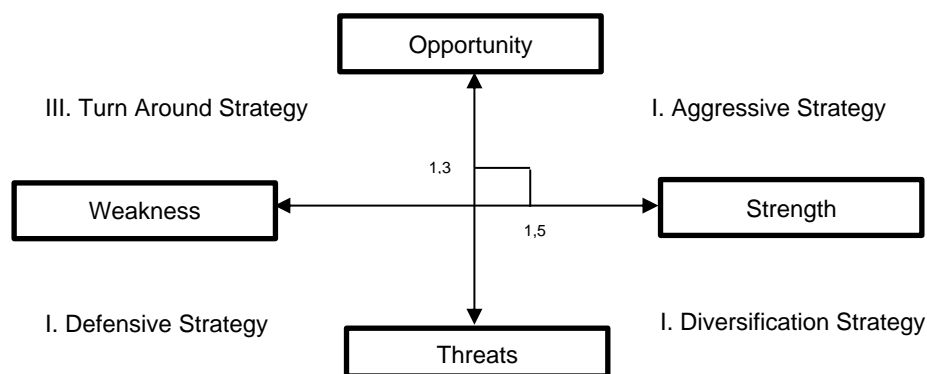 Opportunity
III. Turn Around Strategy
I. Aggressive Strategy
1,3
Weakness
Strength
1,5
I. Defensive Strategy
I. Diversification Strategy
Threats